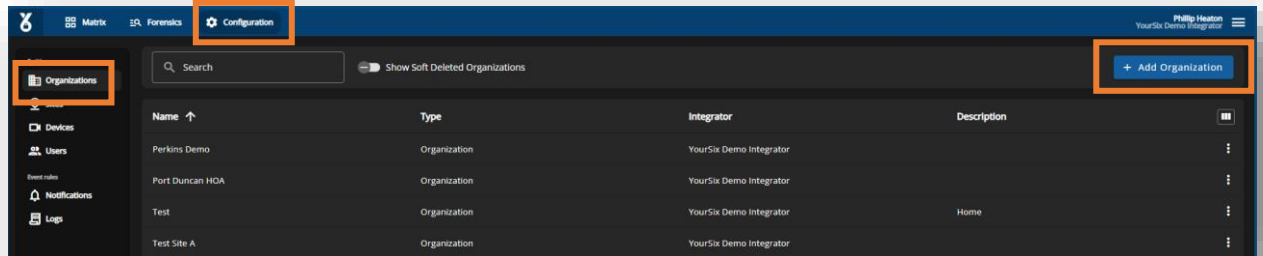 Matrix Forensics Configuration Phillip Heaton
YourSix Demo Integrator
Search Show Soft Deleted Organizations + Add Organization
Organizations
Devices
Users
Event rules
Notifications
Logs
Name Type Integrator Description
Perkins Demo Organization YourSix Demo Integrator
Port Duncan HOA Organization YourSix Demo Integrator
Test Organization YourSix Demo Integrator Home
Test Site A Organization YourSix Demo Integrator